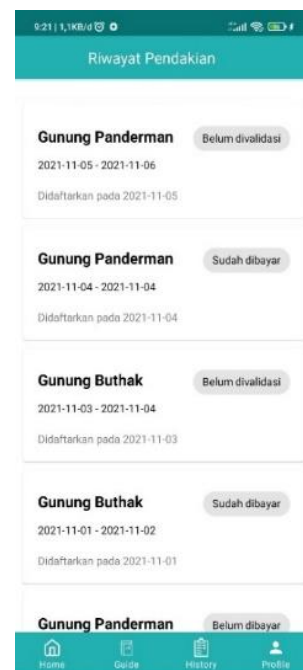 9:21 | 1,1KB/d
Riwayat Pendakian
Gunung Panderman
Belum divalidasi
2021-11-05 - 2021-11-06
Didaftarkan pada 2021-11-05
Gunung Panderman
Sudah dibayar
2021-11-04 - 2021-11-04
Didaftarkan pada 2021-11-04
Gunung Buthak
Belum divalidasi
2021-11-03 - 2021-11-04
Didaftarkan pada 2021-11-03
Gunung Buthak
Sudah dibayar
2021-11-01 - 2021-11-02
Didaftarkan pada 2021-11-01
Gunung Panderman
Belum dibayar
Home
Guide
History
Profile